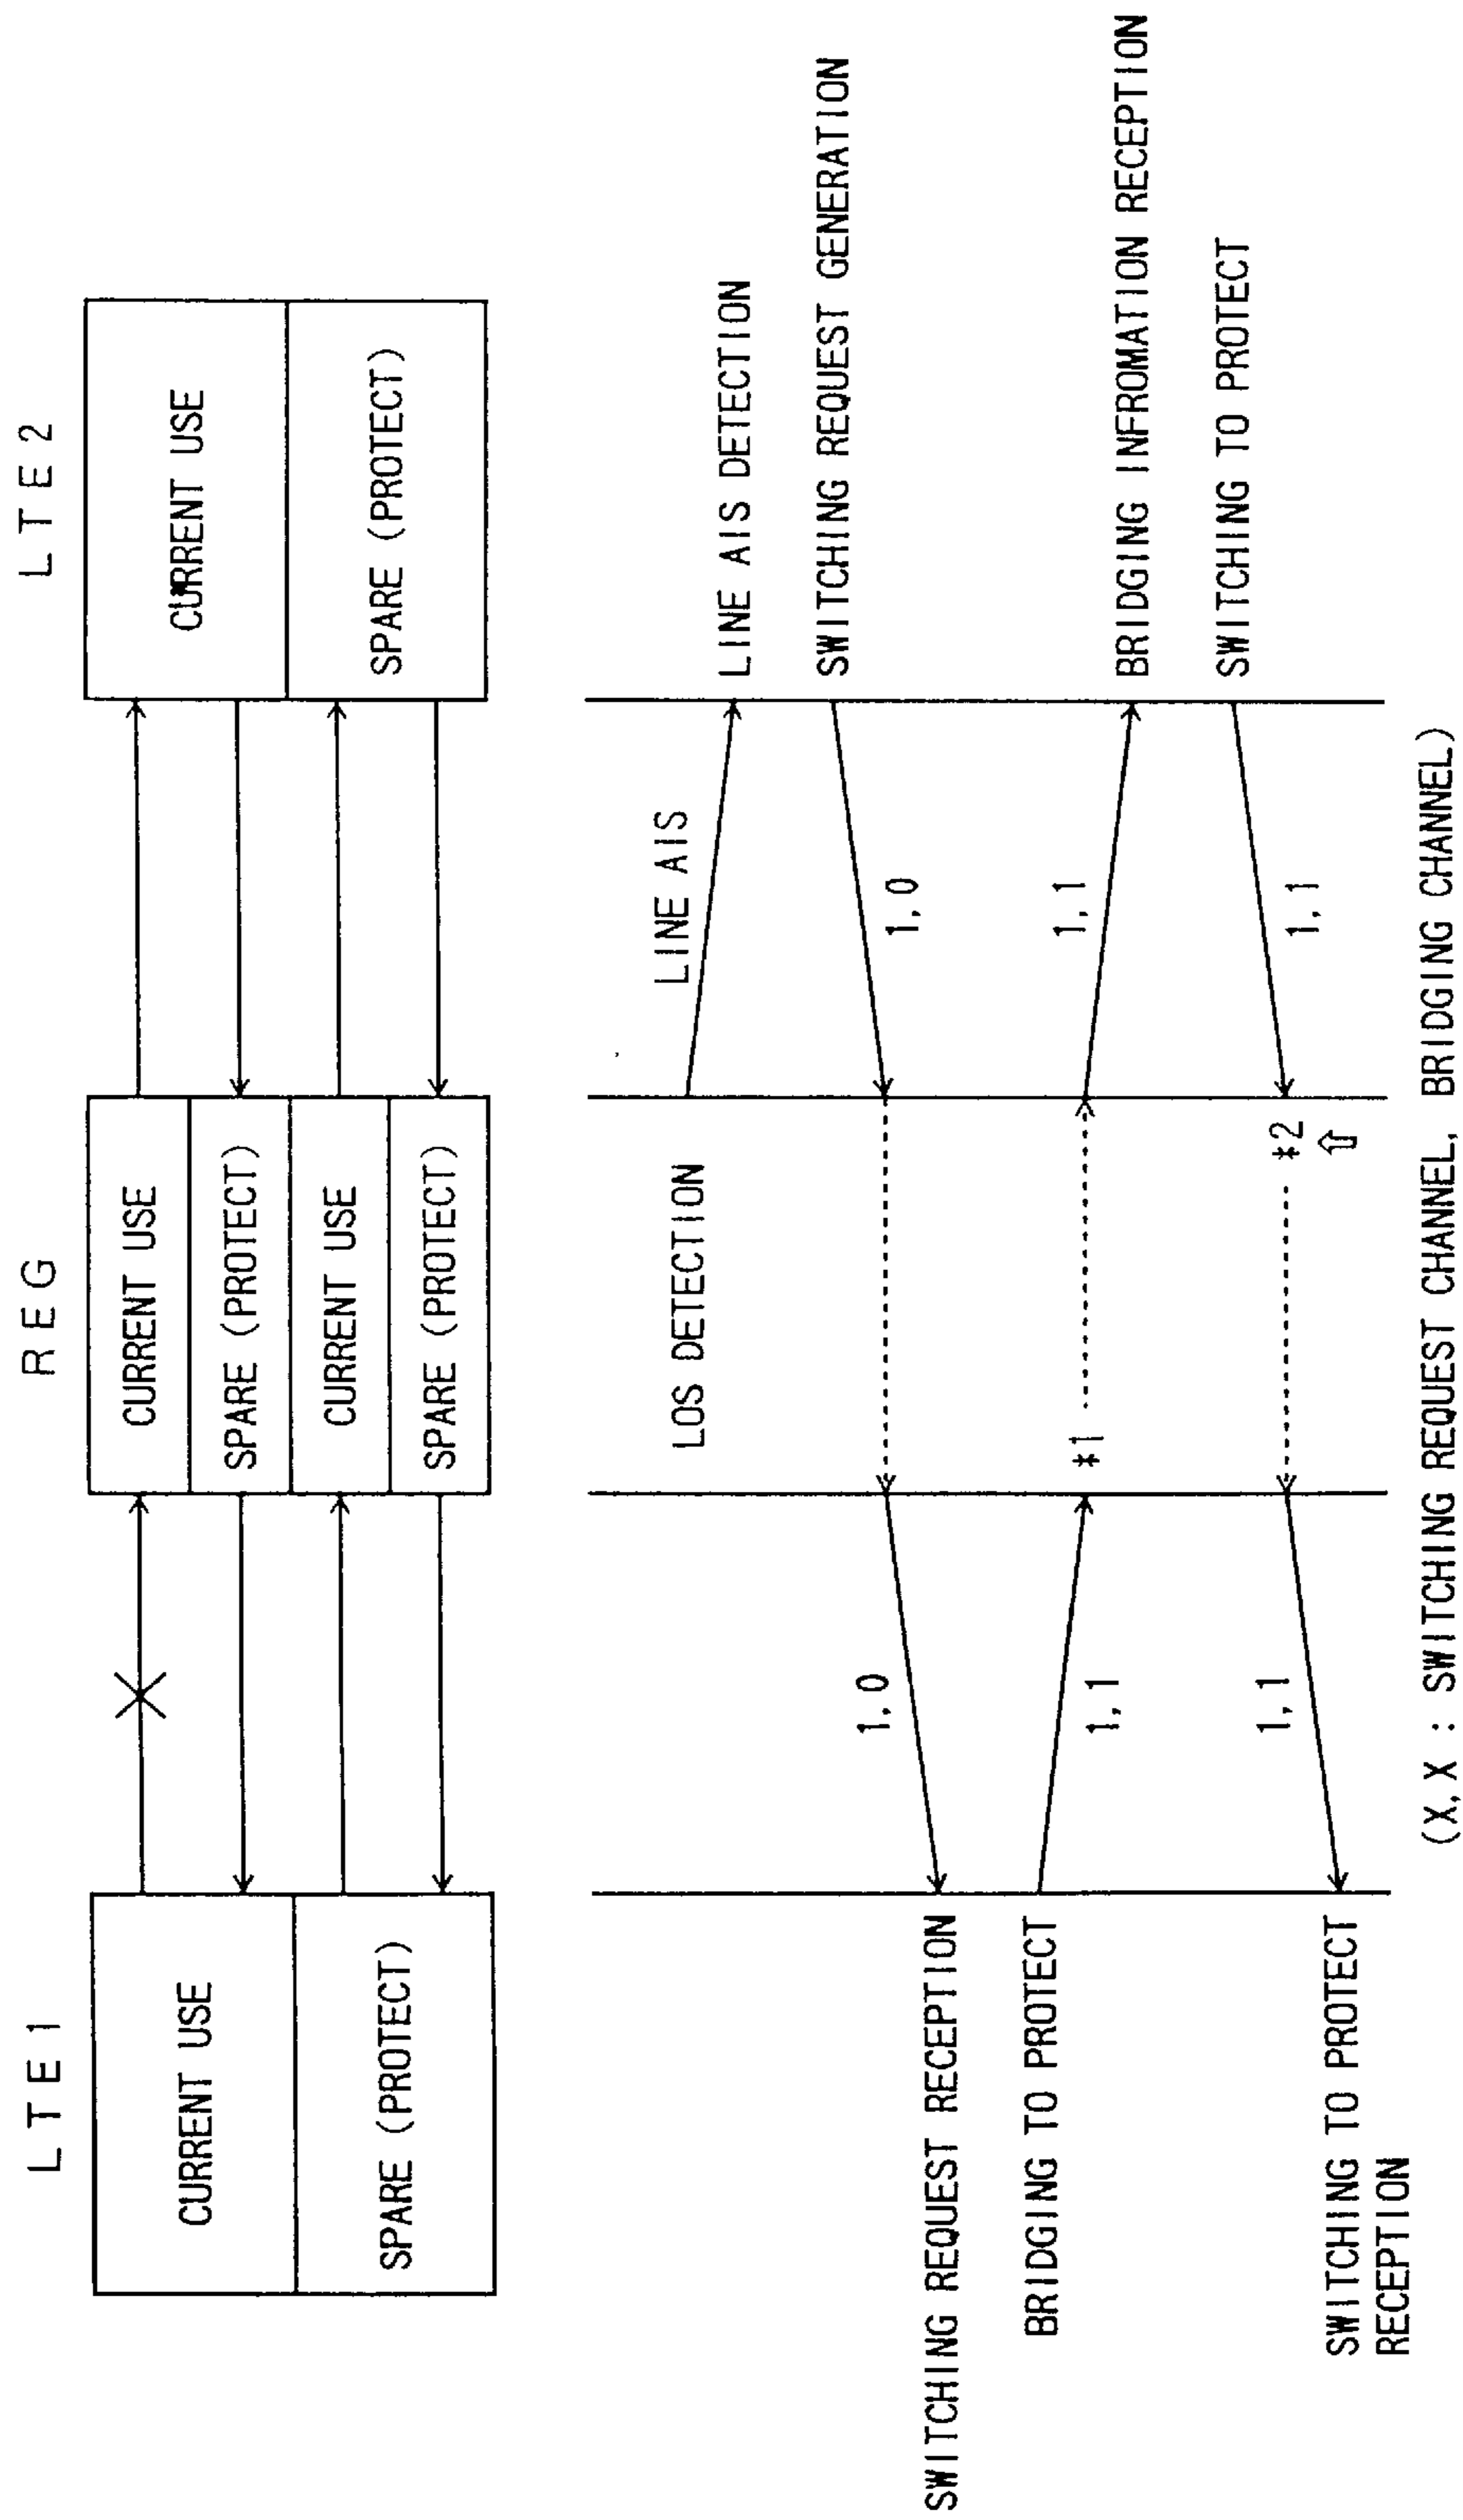 LTE1
REG
LTE2
CURRENT USE
SPARE (PROTECT)
CURRENT USE
SPARE (PROTECT)
CURRENT USE
SPARE (PROTECT)
CURRENT USE
SPARE (PROTECT)
LOS DETECTION
LINE AIS
LINE AIS DETECTION
SWITCHING REQUEST GENERATION
1,0
1,0
SWITCHING REQUEST RECEPTION
BRIDGING TO PROTECT
1,1
*1
1,1
BRIDGING INFROMATION RECEPTION
SWITCHING TO PROTECT
1,1
*2
⇨
1,1
SWITCHING TO PROTECT
RECEPTION
(X,X : SWITCHING REQUEST CHANNEL, BRIDGING CHANNEL)